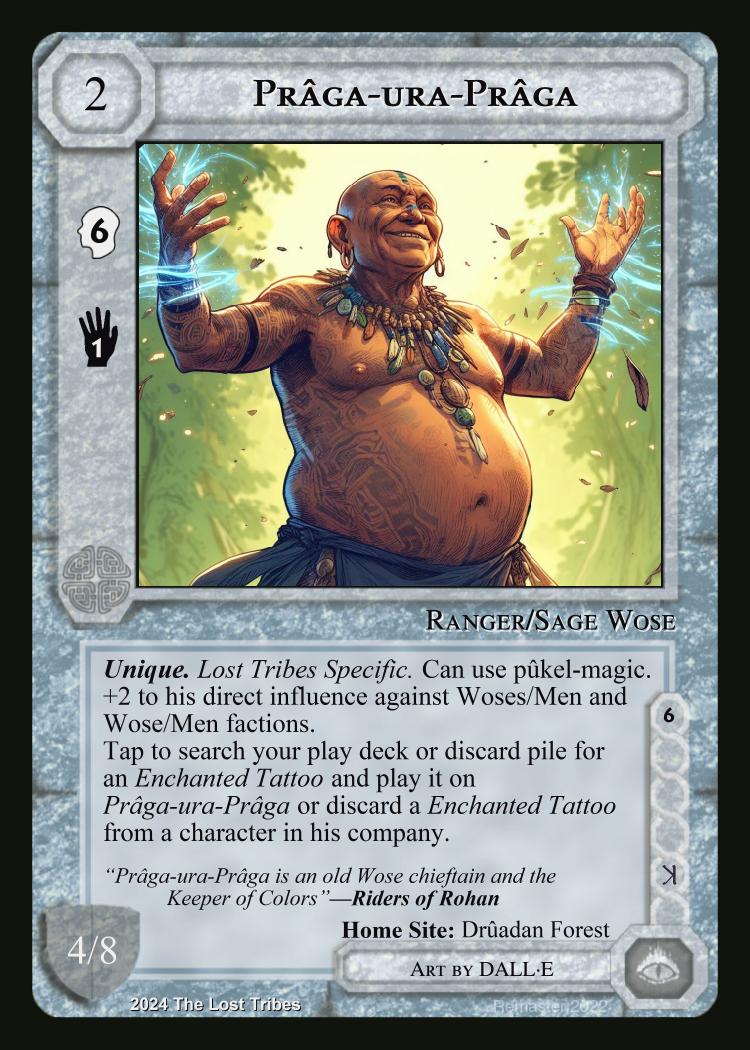 2
Prâga-ura-Prâga
6
1
Ranger/Sage Wose
Unique. Lost Tribes Specific. Can use pûkel-magic.
+2 to his direct influence against Woses/Men and
Wose/Men factions.
Tap to search your play deck or discard pile for
an Enchanted Tattoo and play it on
Prâga-ura-Prâga or discard a Enchanted Tattoo
from a character in his company.
6
“Prâga-ura-Prâga is an old Wose chieftain and the
Keeper of Colors”—Riders of Rohan
Home Site: Drûadan Forest
4/8
Art by DALL·E
2024 The Lost Tribes
Remaster 2022